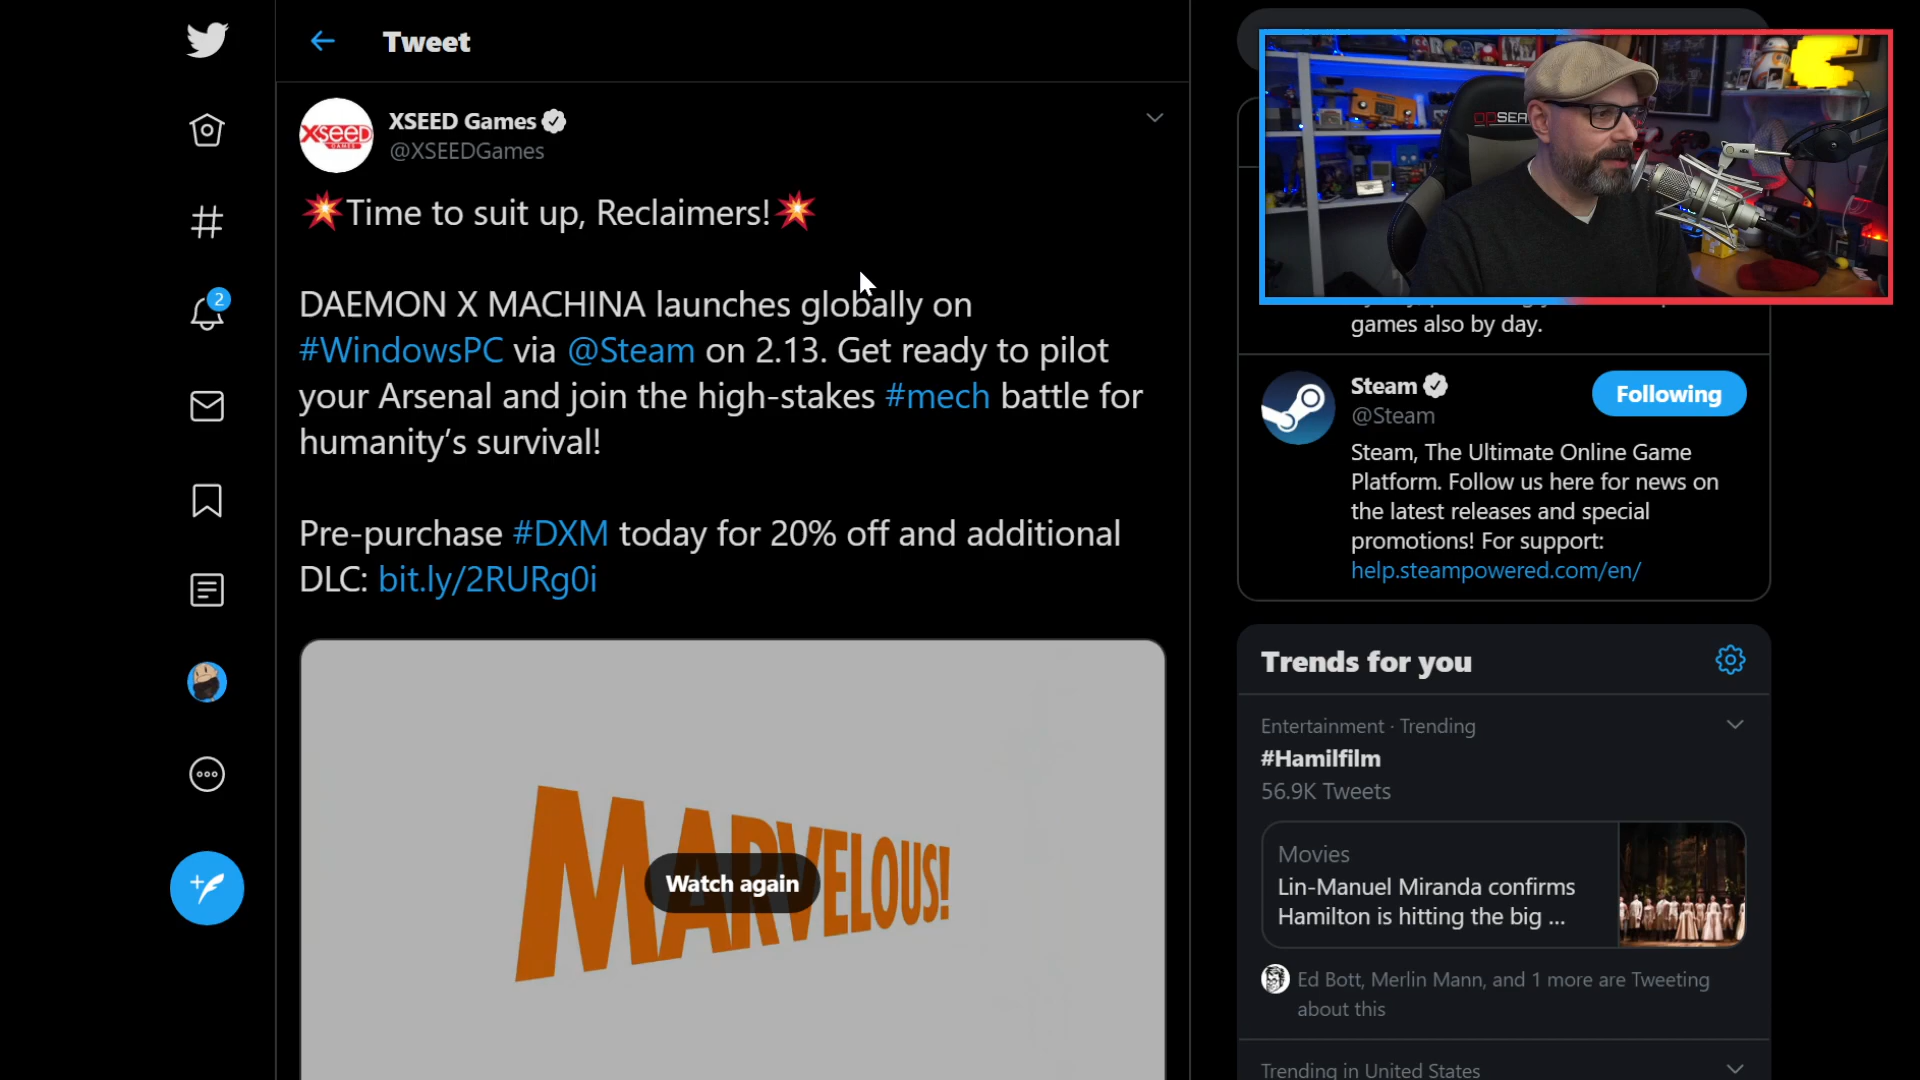 Tweet
XSEED Games
@XSEEDGames
XSEED
GAMES
💥Time to suit up, Reclaimers!💥
DAEMON X MACHINA launches globally on
#WindowsPC via @Steam on 2.13. Get ready to pilot
your Arsenal and join the high-stakes #mech battle for
humanity’s survival!
Pre-purchase #DXM today for 20% off and additional
DLC: bit.ly/2RURg0i
MARVELOUS!
Watch again
2
OPSEA
games also by day.
Steam
@Steam
Following
Steam, The Ultimate Online Game
Platform. Follow us here for news on
the latest releases and special
promotions! For support:
help.steampowered.com/en/
Trends for you
Entertainment · Trending
#Hamilfilm
56.9K Tweets
Movies
Lin-Manuel Miranda confirms
Hamilton is hitting the big ...
Ed Bott, Merlin Mann, and 1 more are Tweeting
about this
Trending in United States